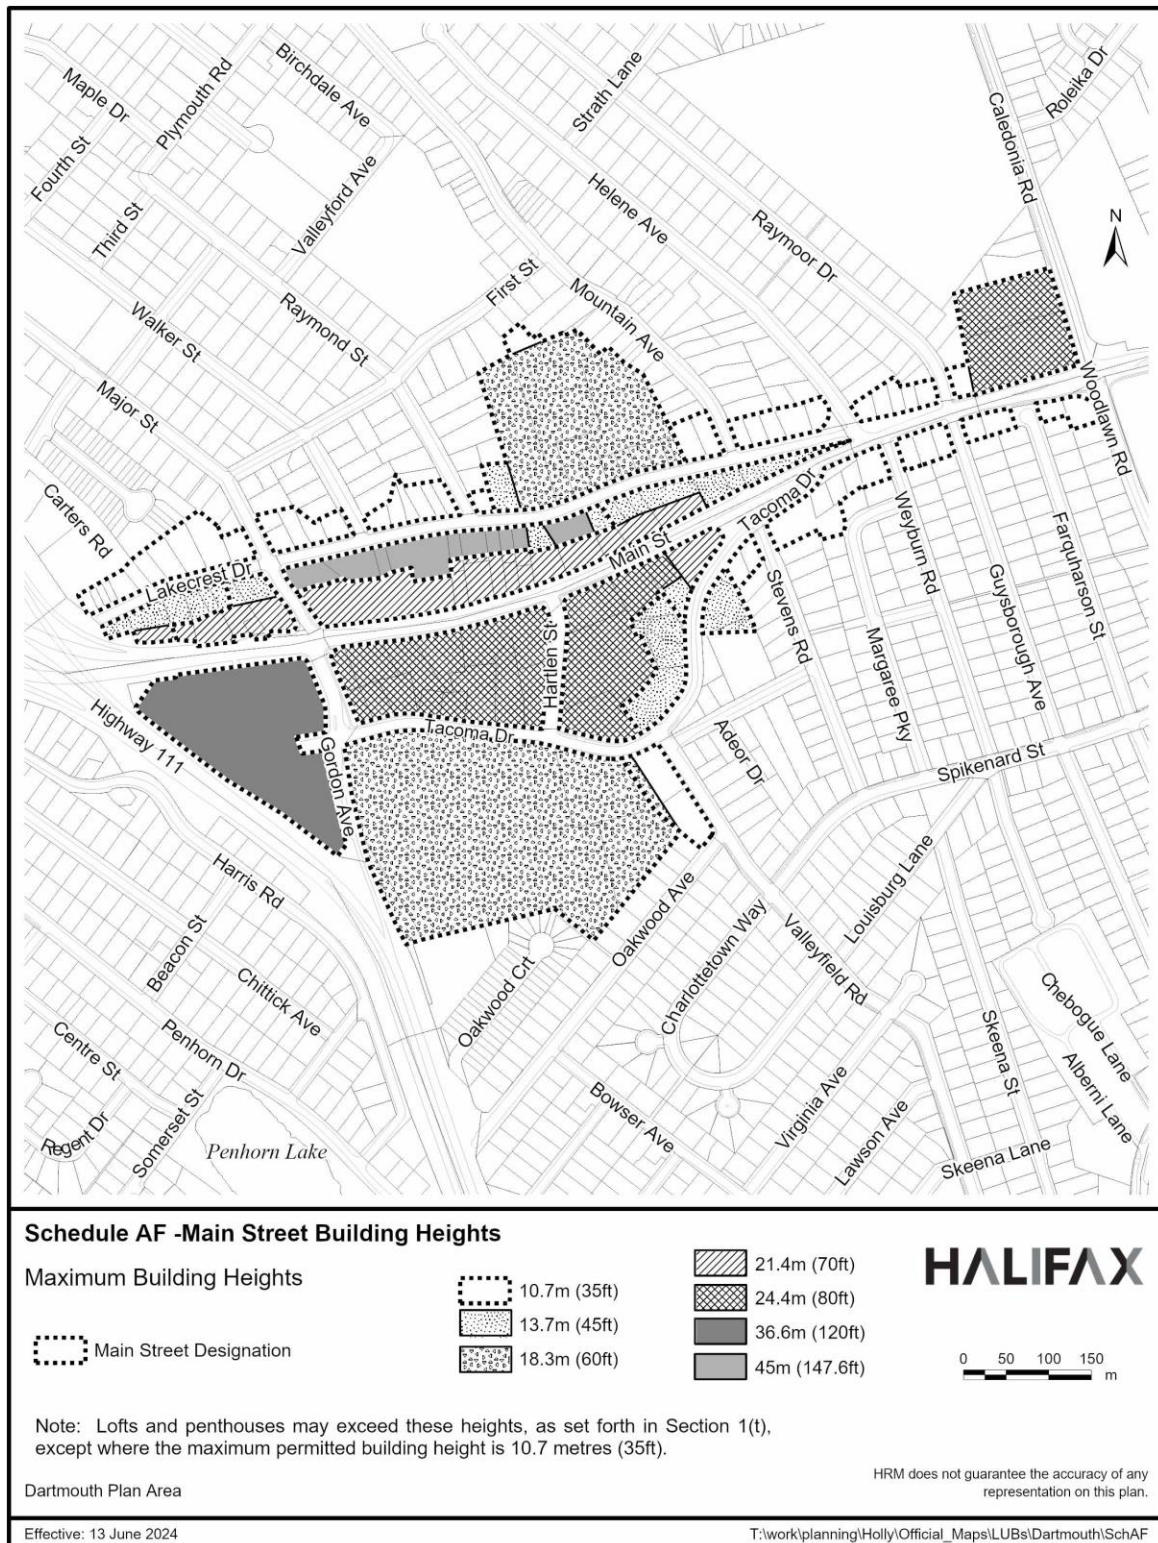 Maple Dr
Plymouth Rd
Birchdale Ave
Strath Lane
Caledonia Rd
Roleika Dr
Fourth St
Third St
Valleyford Ave
Helene Ave
Raymoor Dr
N
Walker St
Raymond St
First St
Mountain Ave
Major St
Woodlawn Rd
Carters Rd
Lakecrest Dr
Main St
Tacoma Dr
Weyburn Rd
Farquharson St
Guysborough Ave
Stevens Rd
Margaree Pky
Hartlen St
Highway 111
Gordon Ave
Tacoma Dr
Adeor Dr
Spikenard St
Harris Rd
Louisburg Lane
Beacon St
Oakwood Ave
Chittick Ave
Charlottetown Way
Valleyfield Rd
Oakwood Crt
Centre St
Penhorn Dr
Skeena St
Chebogue Lane
Alberni Lane
Bowser Ave
Virginia Ave
Lawson Ave
Regent Dr
Somerset St
Penhorn Lake
Skeena Lane
Schedule AF -Main Street Building Heights
Maximum Building Heights
Main Street Designation
10.7m (35ft)
13.7m (45ft)
18.3m (60ft)
21.4m (70ft)
24.4m (80ft)
36.6m (120ft)
45m (147.6ft)
HALIFAX
0 50 100 150
m
Note: Lofts and penthouses may exceed these heights, as set forth in Section 1(t),
except where the maximum permitted building height is 10.7 metres (35ft).
Dartmouth Plan Area
HRM does not guarantee the accuracy of any
representation on this plan.
Effective: 13 June 2024
T:\work\planning\Holly\Official_Maps\LUBs\Dartmouth\SchAF